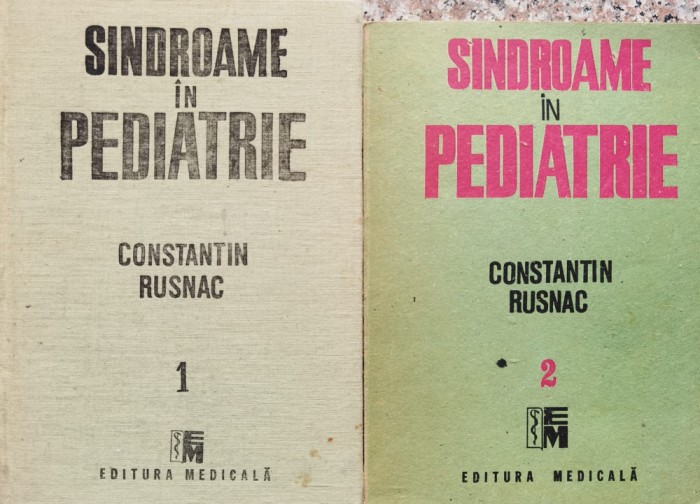 SINDROAME
ÎN
PEDIATRIE
CONSTANTIN
RUSNAC
1
EM
EDITURA MEDICALĂ
SINDROAME
ÎN
PEDIATRIE
CONSTANTIN
RUSNAC
2
EM
EDITURA MEDICALĂ